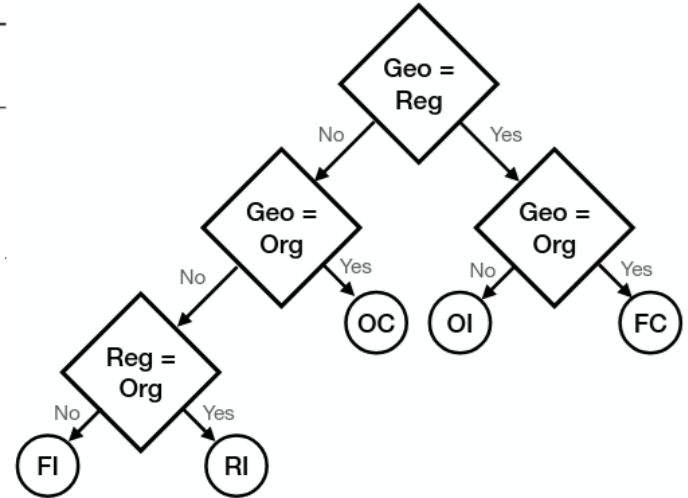 Geo =
Reg
No
Yes
Geo =
Org
Geo =
Org
No
Yes
No
Yes
OC
OI
FC
Reg =
Org
No
Yes
FI
RI